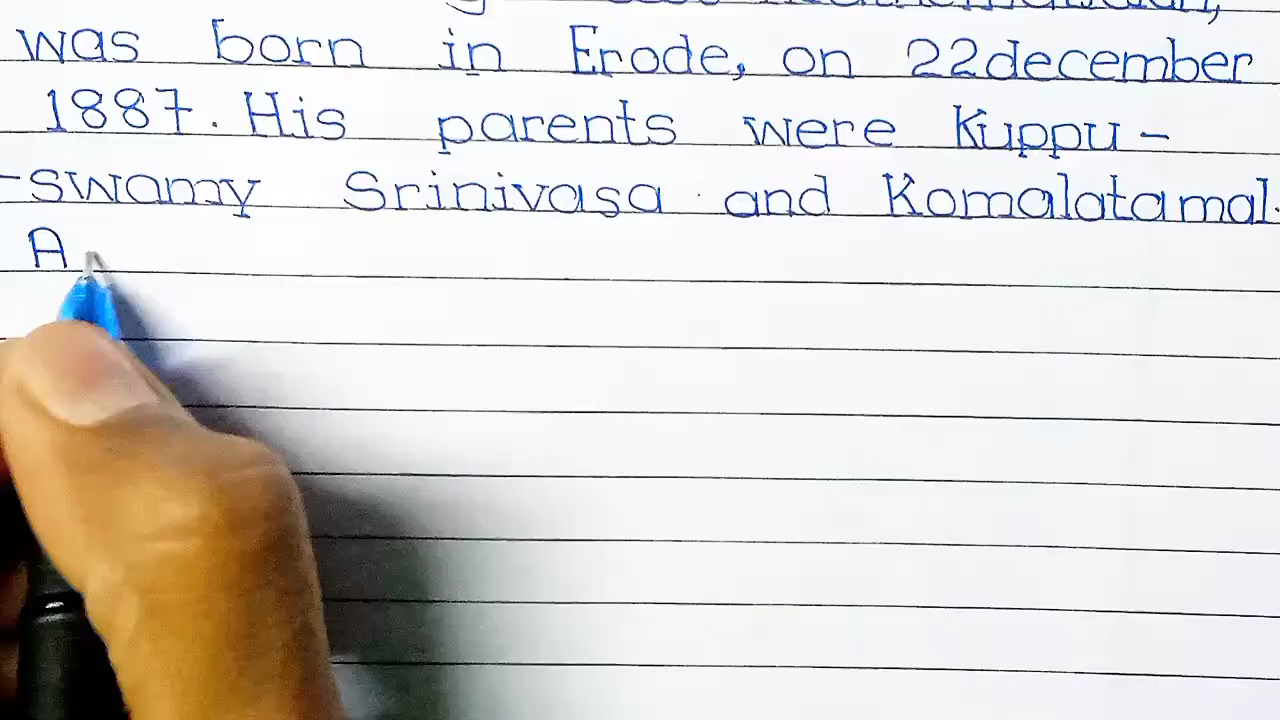 was born in Erode, on 22december
1887. His parents were Kuppu-
-swamy Srinivasa and Komalatamal.
A